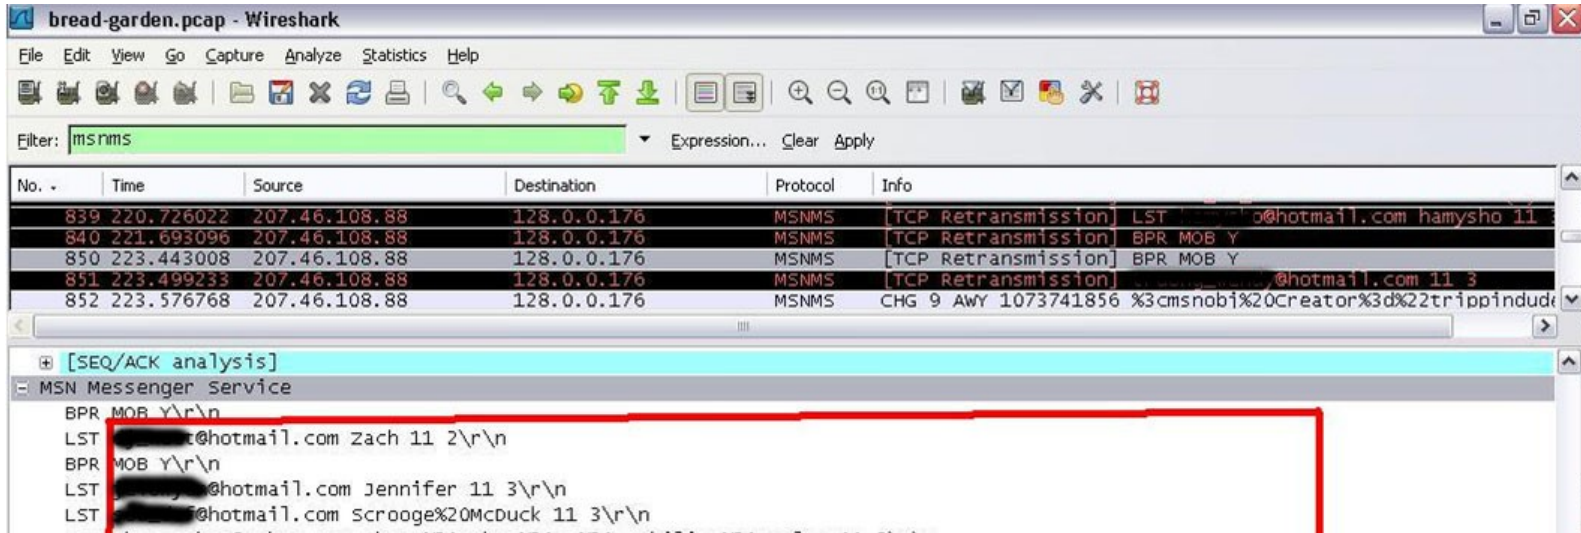 bread-garden.pcap - Wireshark
File Edit View Go Capture Analyze Statistics Help
Filter: msnms Expression... Clear Apply
No. Time Source Destination Protocol Info
839 220.726022 207.46.108.88 128.0.0.176 MSNMS [TCP Retransmission] LST o@hotmail.com hamysho 11
840 221.693096 207.46.108.88 128.0.0.176 MSNMS [TCP Retransmission] BPR MOB Y
850 223.443008 207.46.108.88 128.0.0.176 MSNMS [TCP Retransmission] BPR MOB Y
851 223.499233 207.46.108.88 128.0.0.176 MSNMS [TCP Retransmission] @hotmail.com 11 3
852 223.576768 207.46.108.88 128.0.0.176 MSNMS CHG 9 AWY 1073741856 %3cmsnobj%20Creator%3d%22trippindude
[SEQ/ACK analysis]
MSN Messenger Service
BPR MOB Y\r\n
LST t@hotmail.com Zach 11 2\r\n
BPR MOB Y\r\n
LST @hotmail.com Jennifer 11 3\r\n
LST @hotmail.com Scrooge%20McDuck 11 3\r\n